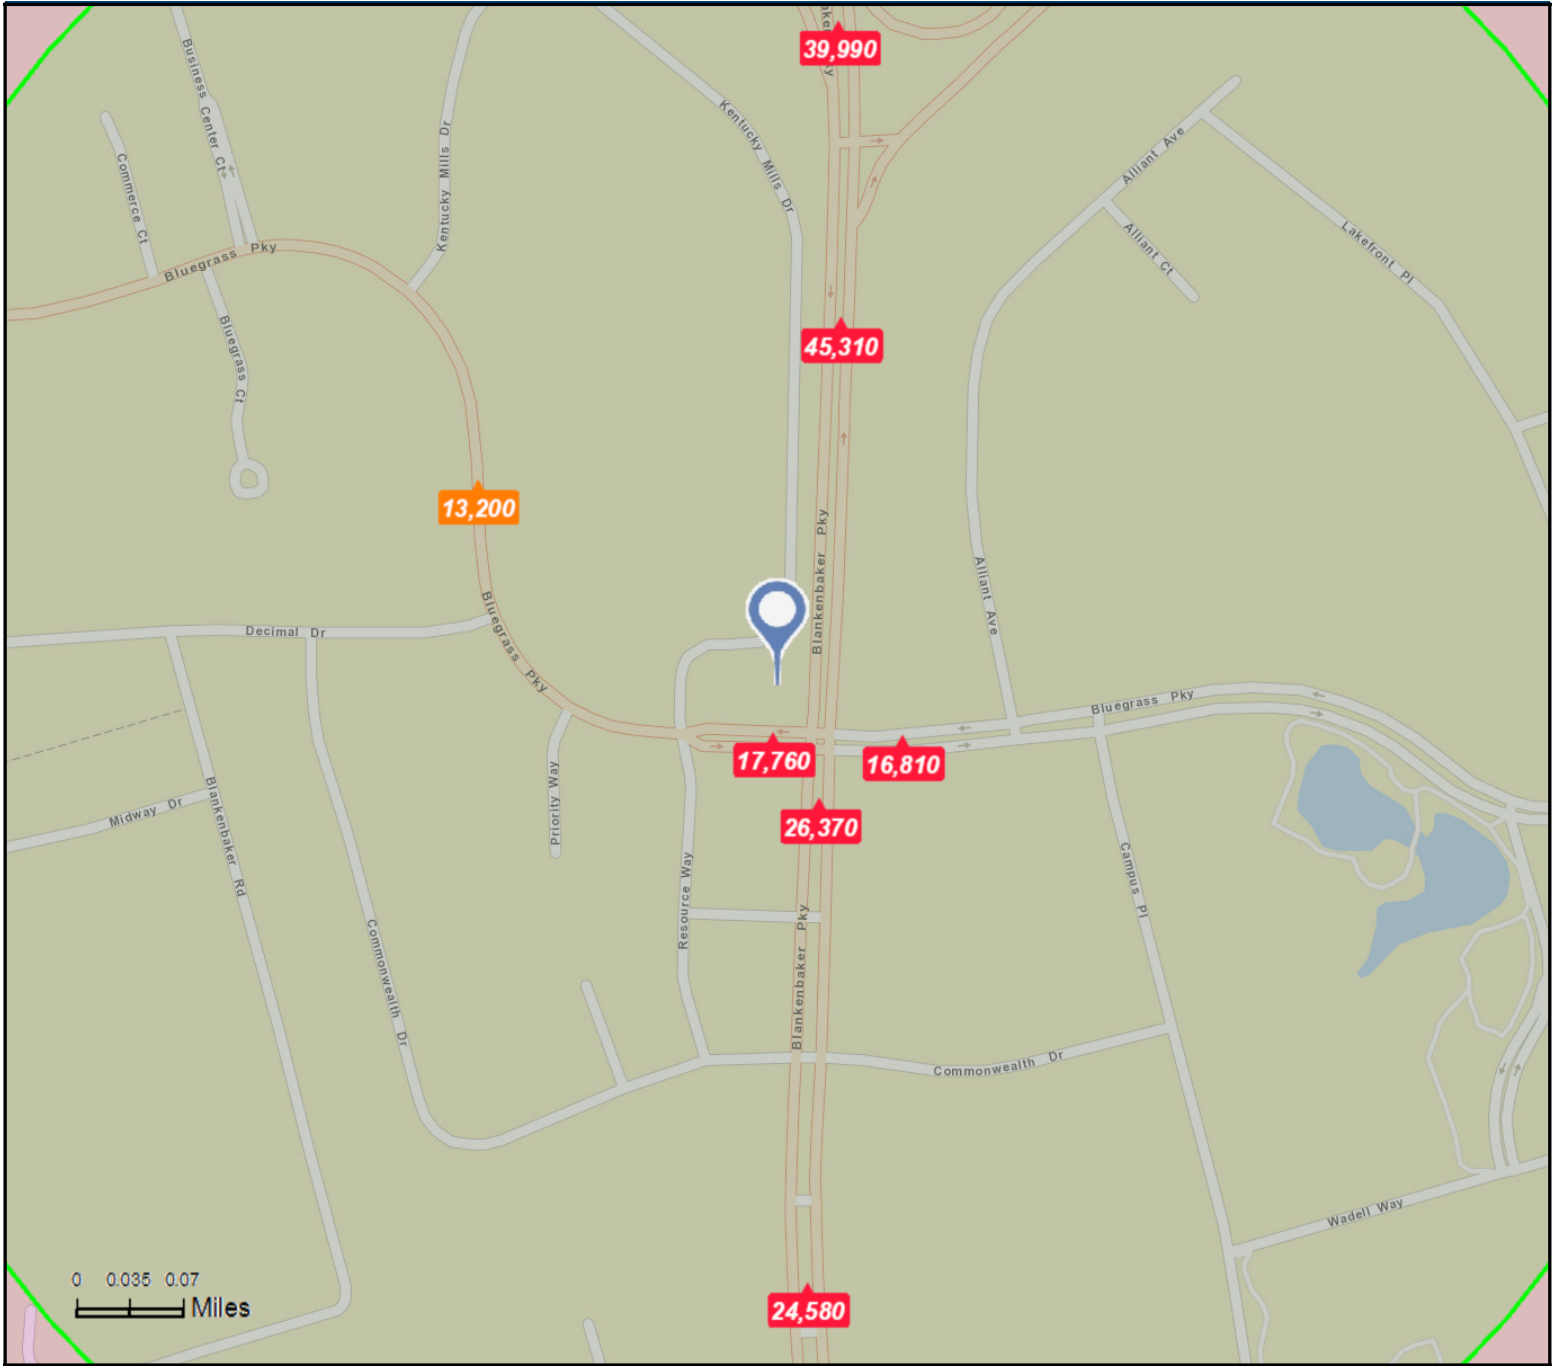 39,990
Business Center Ct
Kentucky Mills Dr
Kentucky Mills Dr
Commerce Ct
Alliant Ave
Alliant Ct
Lakefront Pl
Bluegrass Pky
Bluegrass Ct
45,310
13,200
Blankenbaker Pky
Alliant Ave
Decimal Dr
Bluegrass Pky
Bluegrass Pky
17,760
16,810
26,370
Midway Dr
Blankenbaker Rd
Priority Way
Resource Way
Campus Pl
Commonwealth Dr
Blankenbaker Pky
Commonwealth Dr
Wadell Way
0 0.035 0.07
Miles
24,580